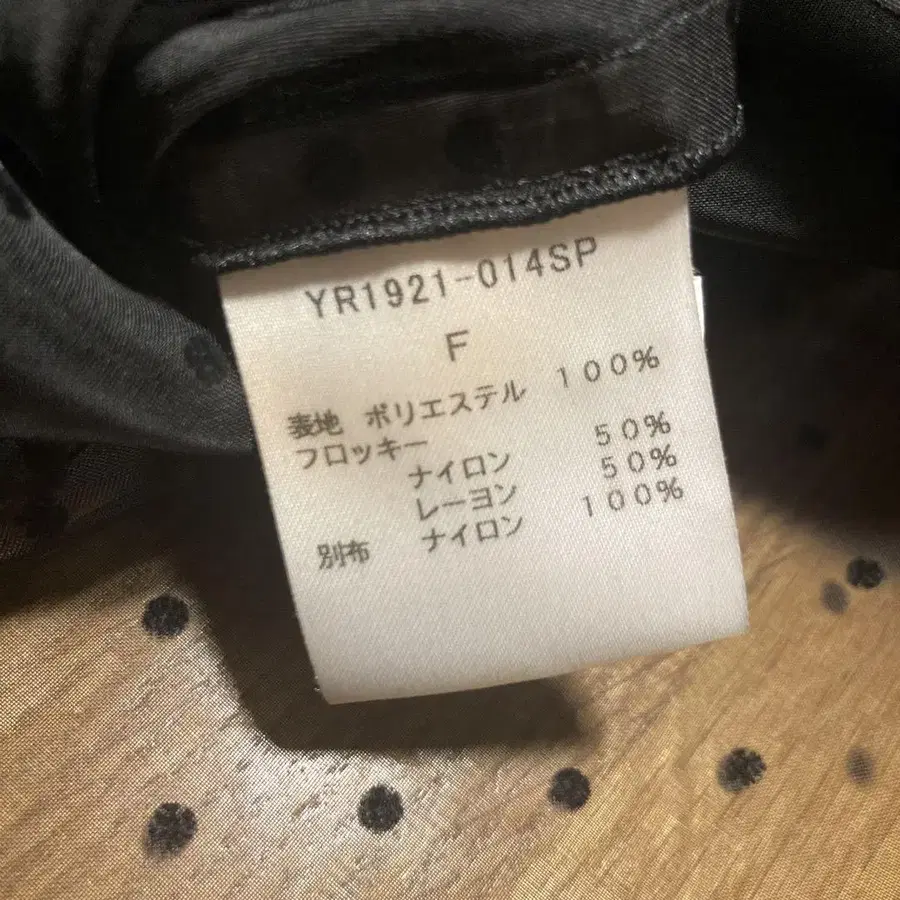 YR1921-014SP
F
表地 ポリエステル 100%
フロッキー
ナイロン 50%
レーヨン 50%
別布 ナイロン 100%